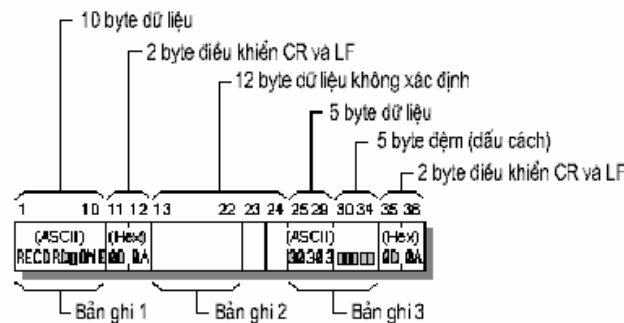 10 byte dữ liệu
2 byte điều khiển CR và LF
12 byte dữ liệu không xác định
5 byte dữ liệu
5 byte đệm (dấu cách)
2 byte điều khiển CR và LF
1 10 11 12 13 22 23 24 25 29 30 34 35 36
(ASCII) (Hex) (ASCII) (Hex)
0D 0A 30303 0D 0A
Bản ghi 1 Bản ghi 2 Bản ghi 3